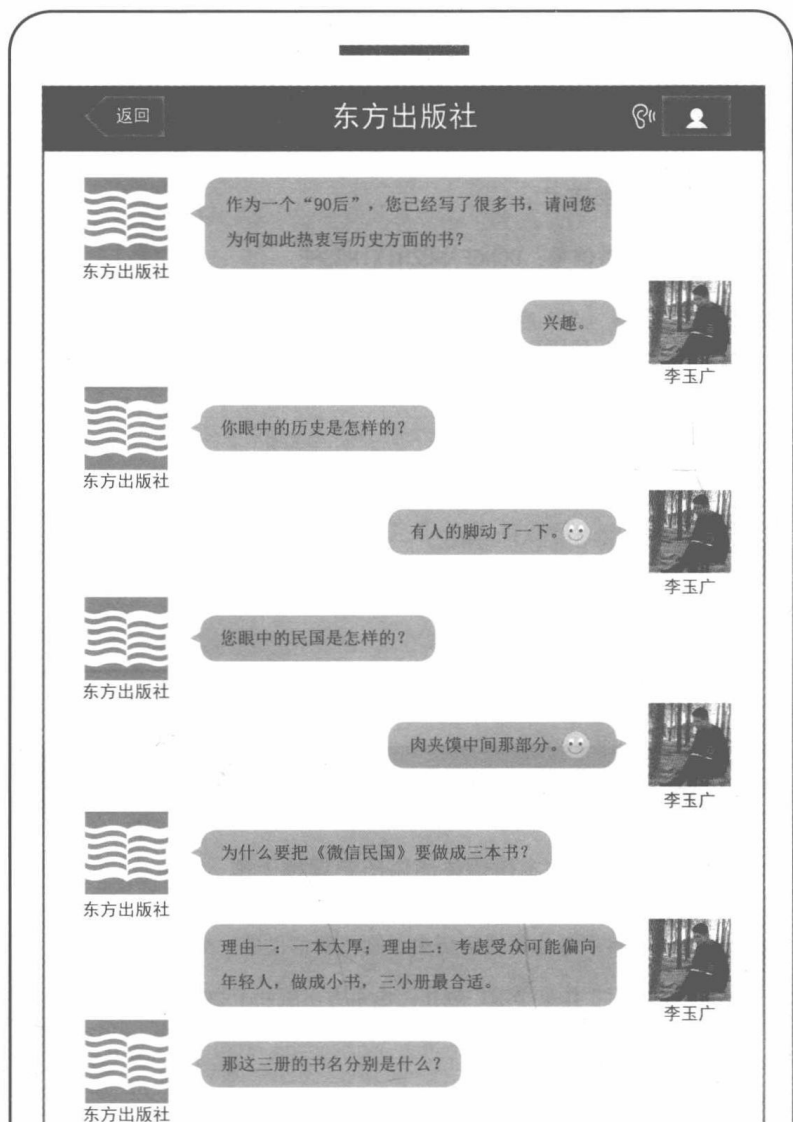 返回
东方出版社
作为一个“90后”，您已经写了很多书，请问您
为何如此热衷写历史方面的书？
东方出版社
兴趣。
李玉广
你眼中的历史是怎样的？
东方出版社
有人的脚动了一下。
李玉广
您眼中的民国是怎样的？
东方出版社
肉夹馍中间那部分。
李玉广
为什么要把《微信民国》要做成三本书？
东方出版社
理由一：一本太厚；理由二：考虑受众可能偏向
年轻人，做成小书，三小册最合适。
李玉广
那这三册的书名分别是什么？
东方出版社